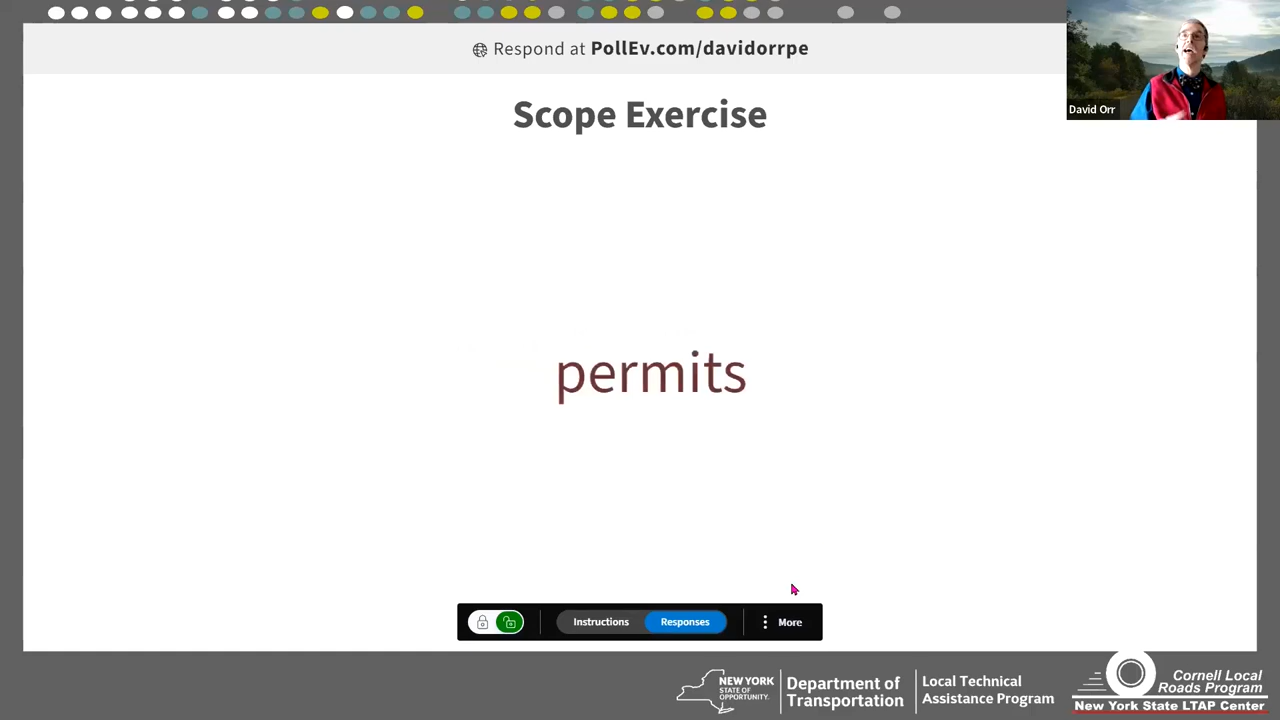 Respond at PollEv.com/davidorrpe
David Orr
Scope Exercise
permits
Instructions
Responses
More
NEW YORK
STATE OF
OPPORTUNITY.
Department of
Transportation
Local Technical
Assistance Program
Cornell Local
Roads Program
New York State LTAP Center